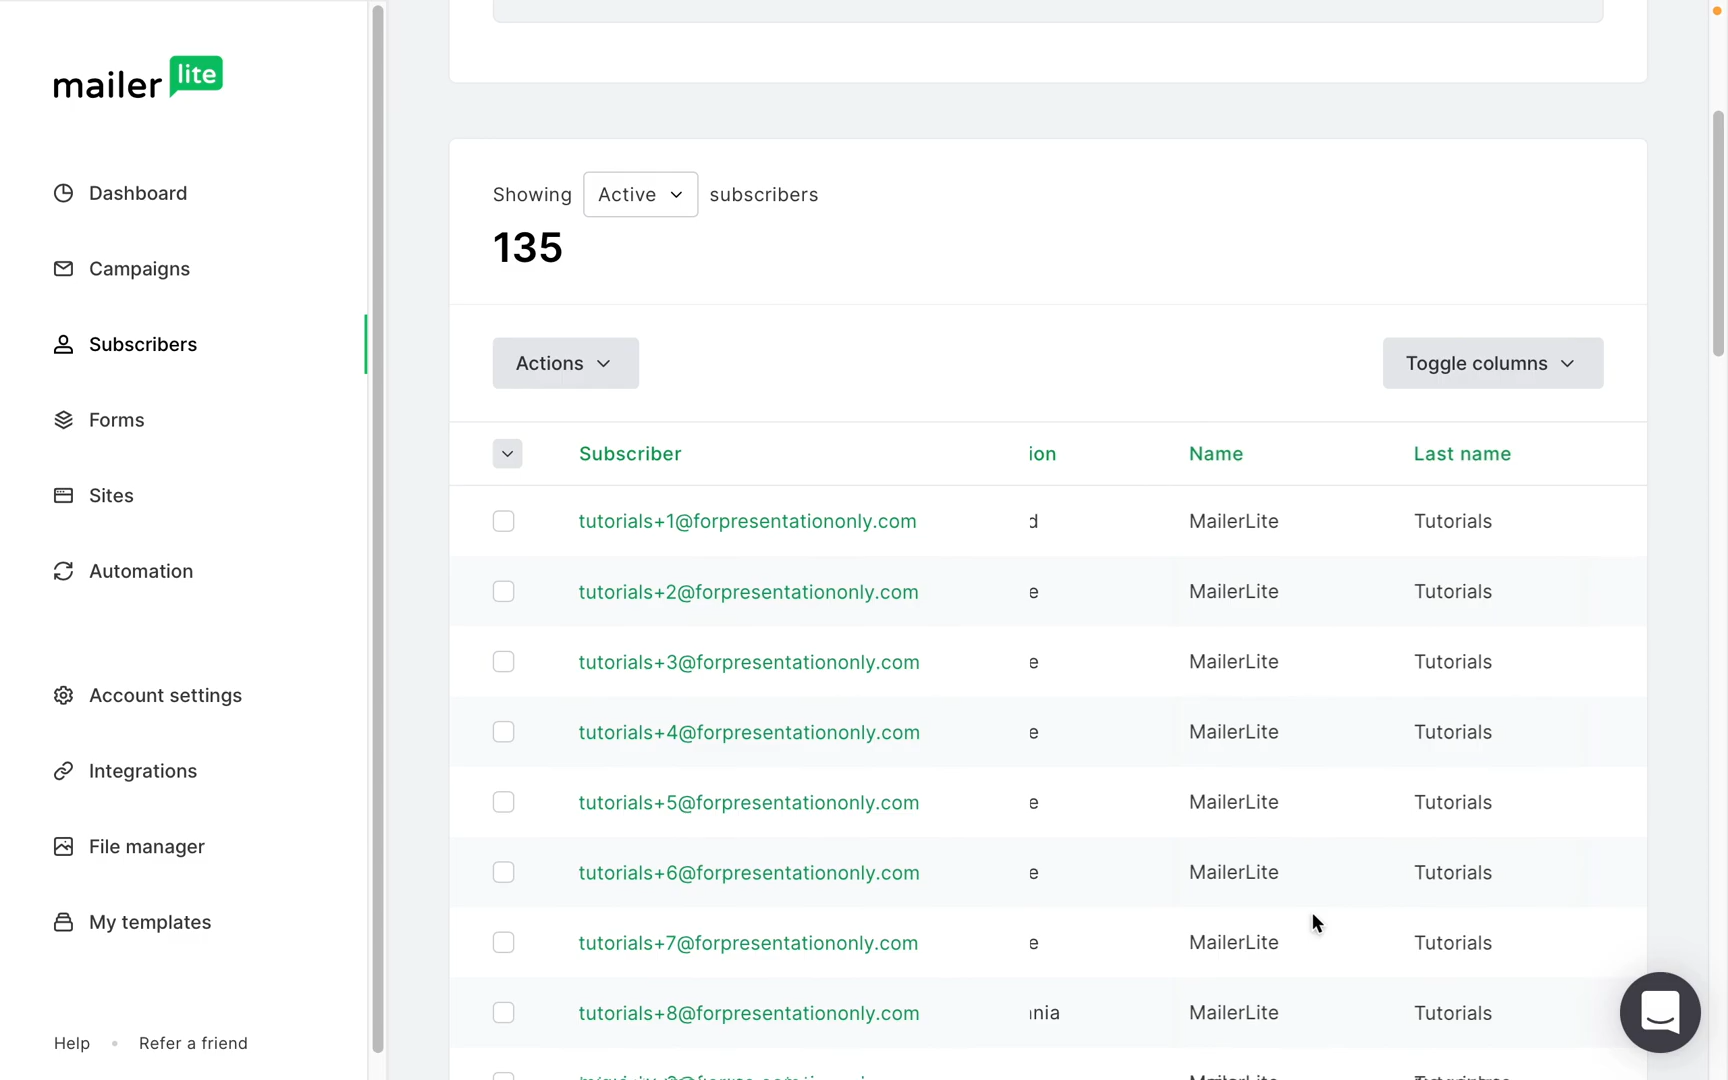 mailer lite
Dashboard
Campaigns
Subscribers
Forms
Sites
Automation
Account settings
Integrations
File manager
My templates
Help • Refer a friend
Showing Active subscribers
135
Actions
Toggle columns
Subscriber ion Name Last name
tutorials+1@forpresentationonly.com d MailerLite Tutorials
tutorials+2@forpresentationonly.com e MailerLite Tutorials
tutorials+3@forpresentationonly.com e MailerLite Tutorials
tutorials+4@forpresentationonly.com e MailerLite Tutorials
tutorials+5@forpresentationonly.com e MailerLite Tutorials
tutorials+6@forpresentationonly.com e MailerLite Tutorials
tutorials+7@forpresentationonly.com e MailerLite Tutorials
tutorials+8@forpresentationonly.com nia MailerLite Tutorials